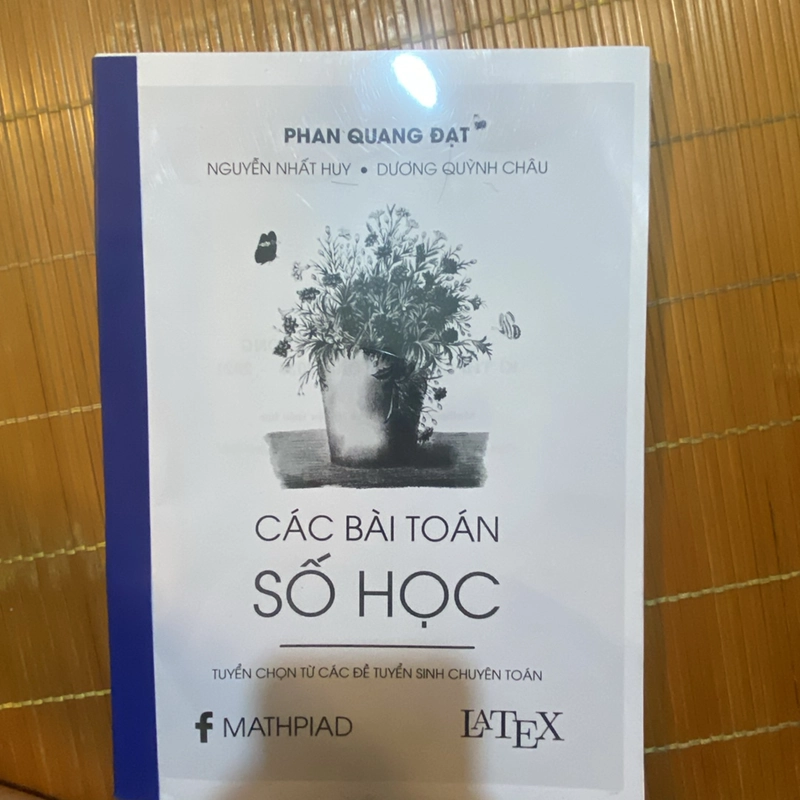 PHAN QUANG ĐẠT
NGUYỄN NHẤT HUY • DƯƠNG QUỲNH CHÂU
CÁC BÀI TOÁN
SỐ HỌC
TUYỂN CHỌN TỪ CÁC ĐỀ TUYỂN SINH CHUYÊN TOÁN
f MATHPIAD
LATEX